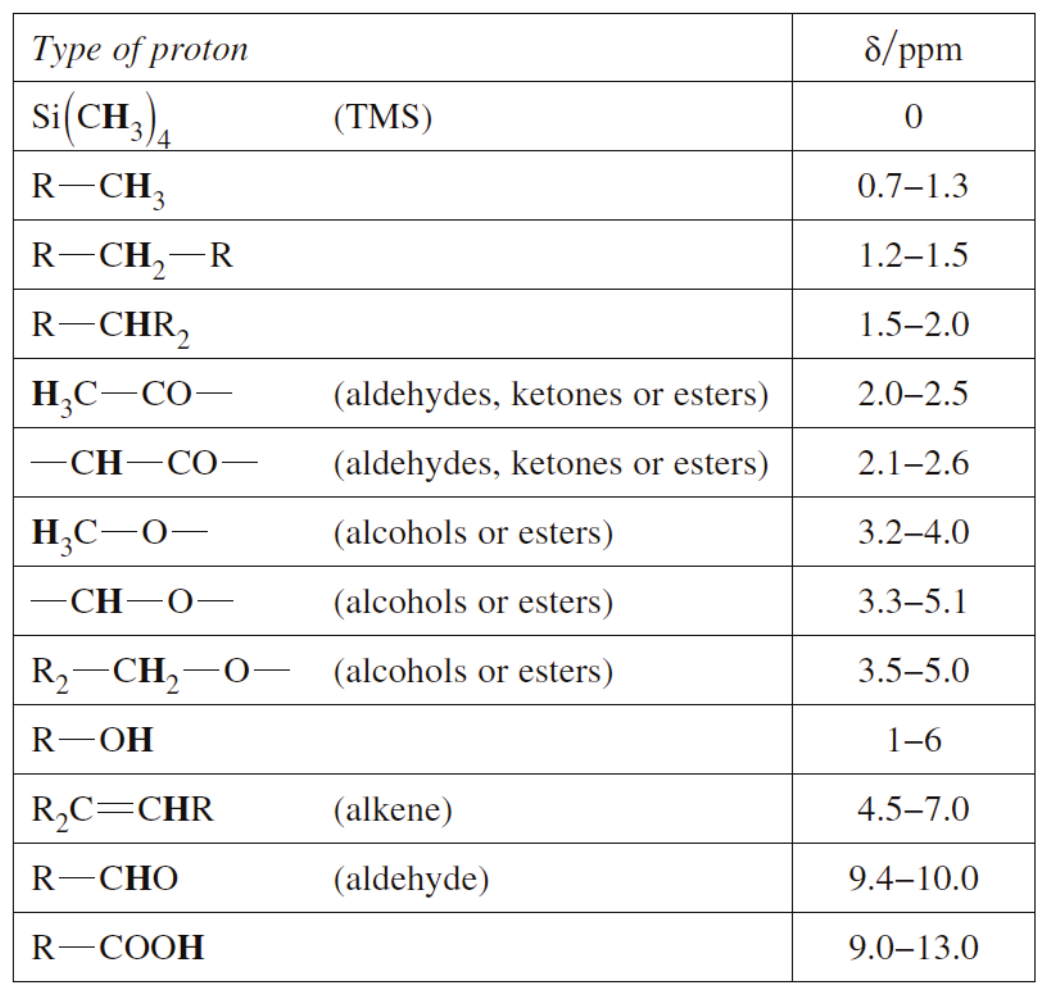 Type of proton δ/ppm
Si(CH₃)₄ (TMS) 0
R—CH₃ 0.7–1.3
R—CH₂—R 1.2–1.5
R—CHR₂ 1.5–2.0
H₃C—CO— (aldehydes, ketones or esters) 2.0–2.5
—CH—CO— (aldehydes, ketones or esters) 2.1–2.6
H₃C—O— (alcohols or esters) 3.2–4.0
—CH—O— (alcohols or esters) 3.3–5.1
R₂—CH₂—O— (alcohols or esters) 3.5–5.0
R—OH 1–6
R₂C=CHR (alkene) 4.5–7.0
R—CHO (aldehyde) 9.4–10.0
R—COOH 9.0–13.0